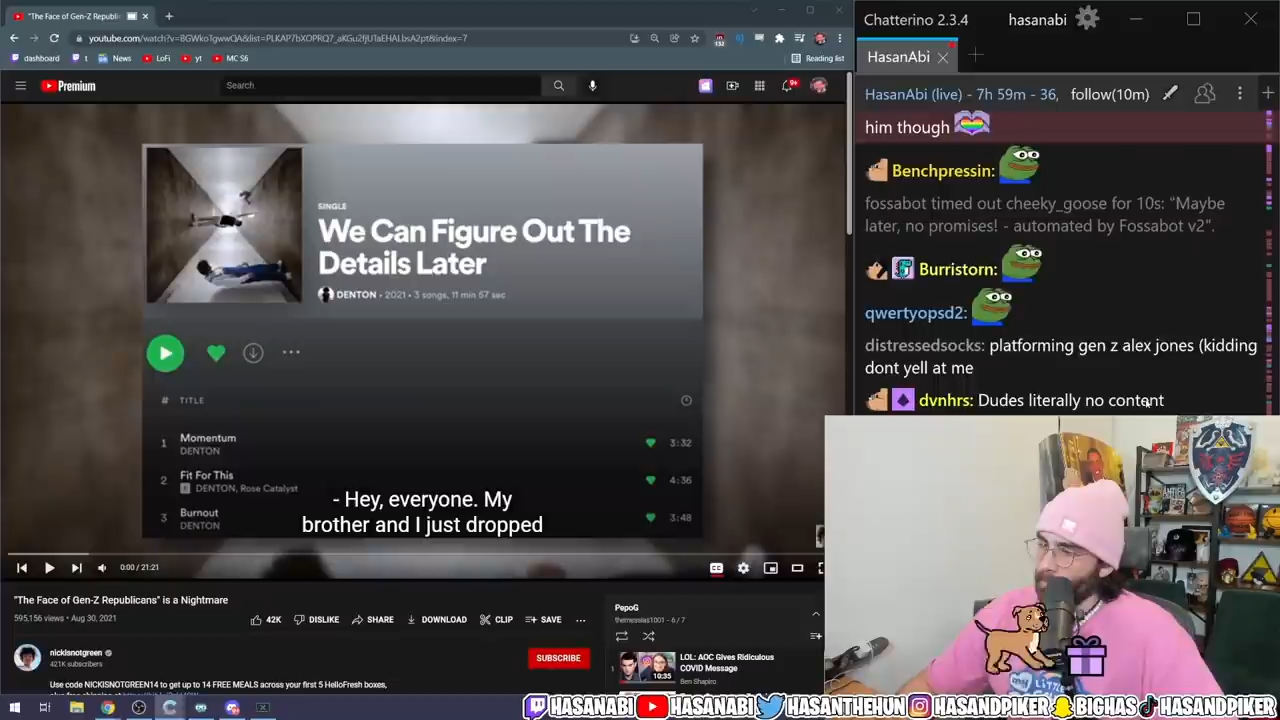 "The Face of Gen-Z Republic
youtube.com/watch?v=BGWkoTgwwQA&list=PLKAP7bXOPRQ7_aKGu2fjUTaEHALbsA2pt&index=7
dashboard
t
News
LoFi
yt
MC S6
Reading list
Premium
Search
9+
SINGLE
We Can Figure Out The
Details Later
DENTON • 2021 • 3 songs, 11 min 57 sec
# TITLE
1 Momentum 3:32
DENTON
2 Fit For This 4:36
E DENTON, Rose Catalyst
3 Burnout 3:48
DENTON
- Hey, everyone. My
brother and I just dropped
0:00 / 21:21
"The Face of Gen-Z Republicans" is a Nightmare
595,156 views • Aug 30, 2021
42K DISLIKE SHARE DOWNLOAD CLIP SAVE
nickisnotgreen
421K subscribers
SUBSCRIBE
Use code NICKISNOTGREEN14 to get up to 14 FREE MEALS across your first 5 HelloFresh boxes,
PepoG
themessias1001 - 6 / 7
LOL: AOC Gives Ridiculous
COVID Message
Ben Shapiro
10:35
Chatterino 2.3.4
hasanabi
HasanAbi
HasanAbi (live) - 7h 59m - 36,
follow(10m)
him though
Benchpressin:
fossabot timed out cheeky_goose for 10s: "Maybe
later, no promises! - automated by Fossabot v2".
Burristorn:
qwertyopsd2:
distressedsocks: platforming gen z alex jones (kidding
dont yell at me
dvnhrs: Dudes literally no content
my LITTLE
HASANABI
HASANABI
HASANTHEHUN
HASANDPIKER
BIGHAS
HASANDPIKER